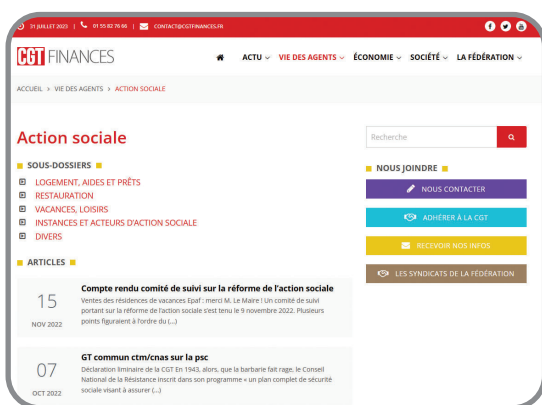 31 JUILLET 2023 | 01 55 82 76 66 | CONTACT@CGTFINANCES.FR
CGT FINANCES
ACTU VIE DES AGENTS ÉCONOMIE SOCIÉTÉ LA FÉDÉRATION
ACCUEIL > VIE DES AGENTS > ACTION SOCIALE
Action sociale
SOUS-DOSSIERS
LOGEMENT, AIDES ET PRÊTS
RESTAURATION
VACANCES, LOISIRS
INSTANCES ET ACTEURS D'ACTION SOCIALE
DIVERS
ARTICLES
15
NOV 2022
Compte rendu comité de suivi sur la réforme de l'action sociale
Ventes des résidences de vacances Epaf : merci M. Le Maire ! Un comité de suivi
portant sur la réforme de l'action sociale s'est tenu le 9 novembre 2022. Plusieurs
points figuraient à l'ordre du (...)
07
OCT 2022
GT commun ctm/cnas sur la psc
Déclaration liminaire de la CGT En 1943, alors, que la barbarie fait rage, le Conseil
National de la Résistance inscrit dans son programme « un plan complet de sécurité
sociale visant à assurer (...)
Recherche
NOUS JOINDRE
NOUS CONTACTER
ADHÉRER À LA CGT
RECEVOIR NOS INFOS
LES SYNDICATS DE LA FÉDÉRATION